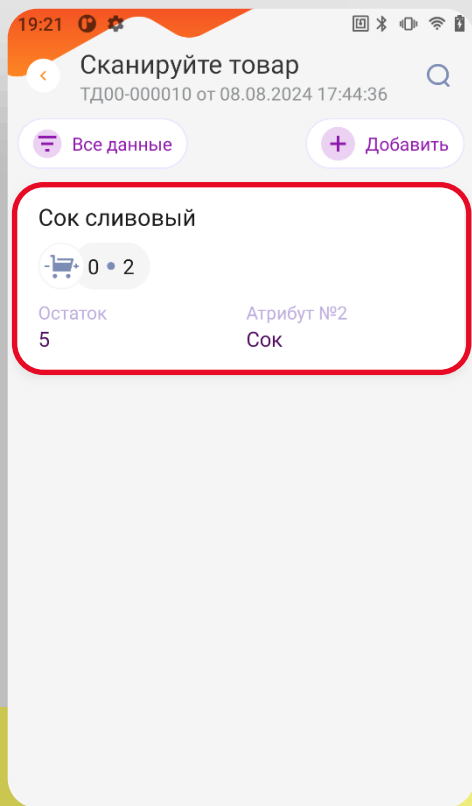 19:21
Сканируйте товар
ТД00-000010 от 08.08.2024 17:44:36
Все данные
Добавить
Сок сливовый
0 • 2
Остаток
Атрибут №2
5
Сок